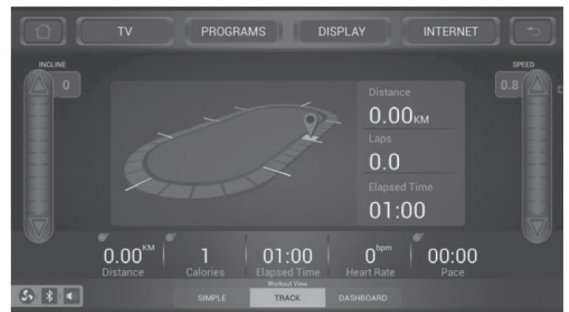 TV PROGRAMS DISPLAY INTERNET
INCLINE
0
SPEED
0.8
Distance
0.00KM
Laps
0.0
Elapsed Time
01:00
0.00KM 1 01:00 0bpm 00:00
Distance Calories Elapsed Time Heart Rate Pace
Workout View
SIMPLE TRACK DASHBOARD